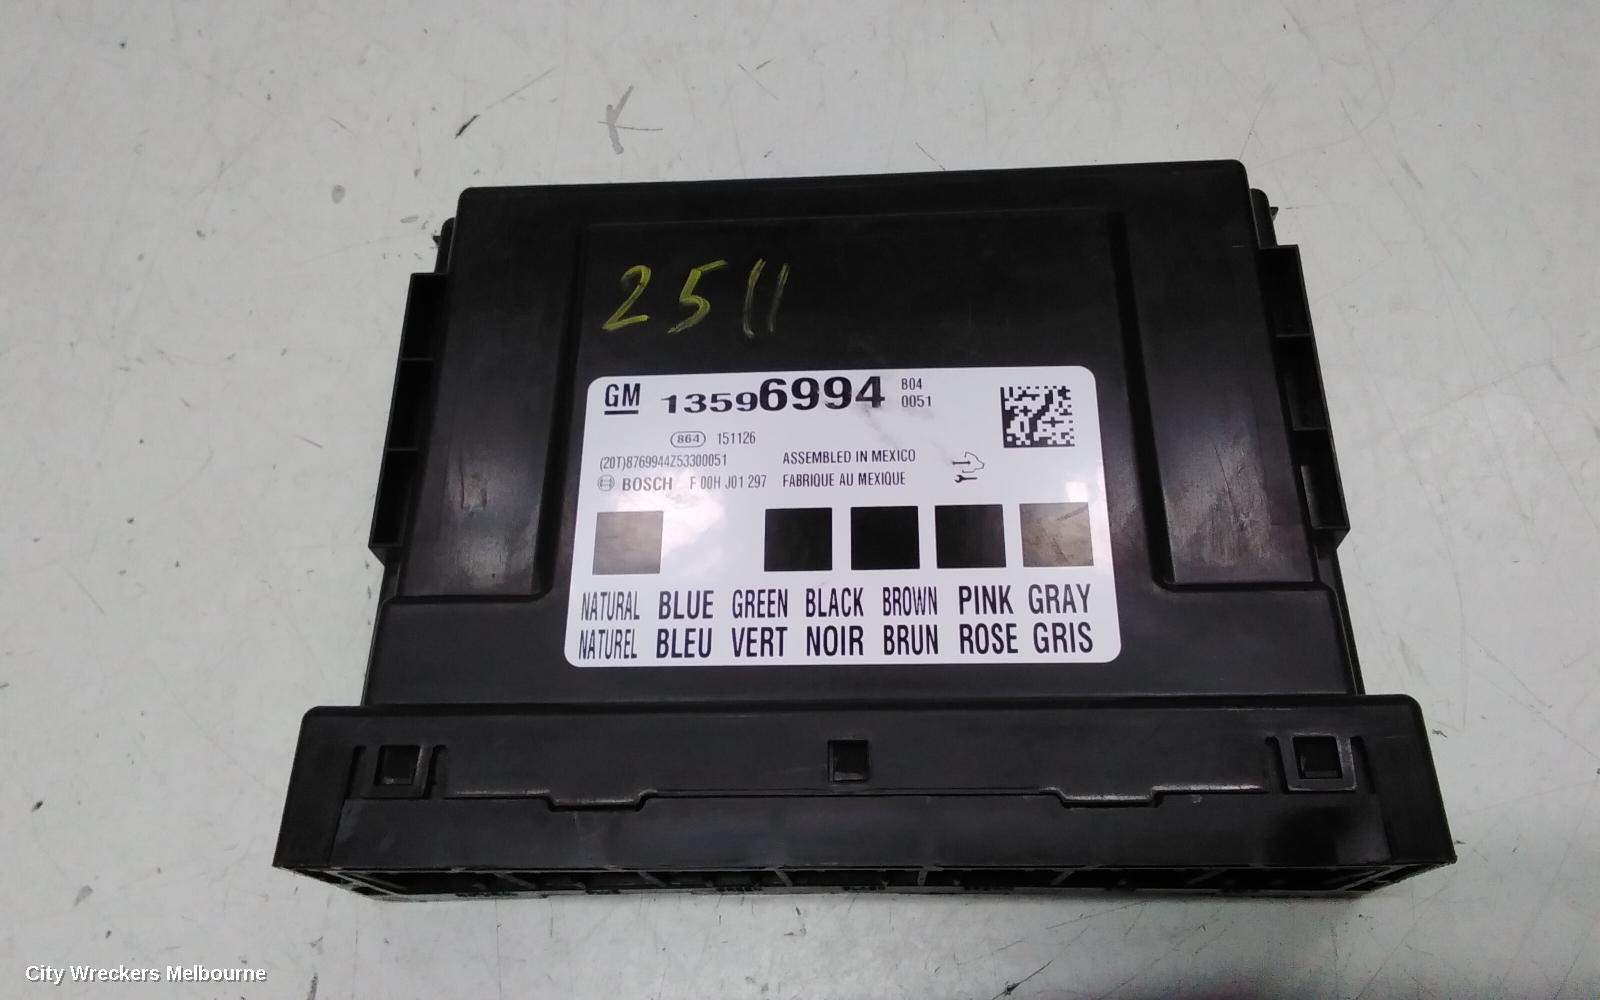 2511
GM 13596994 B04 0051
864 151126
(20T)8769944Z53300051 ASSEMBLED IN MEXICO
BOSCH F 00H J01 297 FABRIQUE AU MEXIQUE
NATURAL BLUE GREEN BLACK BROWN PINK GRAY
NATUREL BLEU VERT NOIR BRUN ROSE GRIS
City Wreckers Melbourne